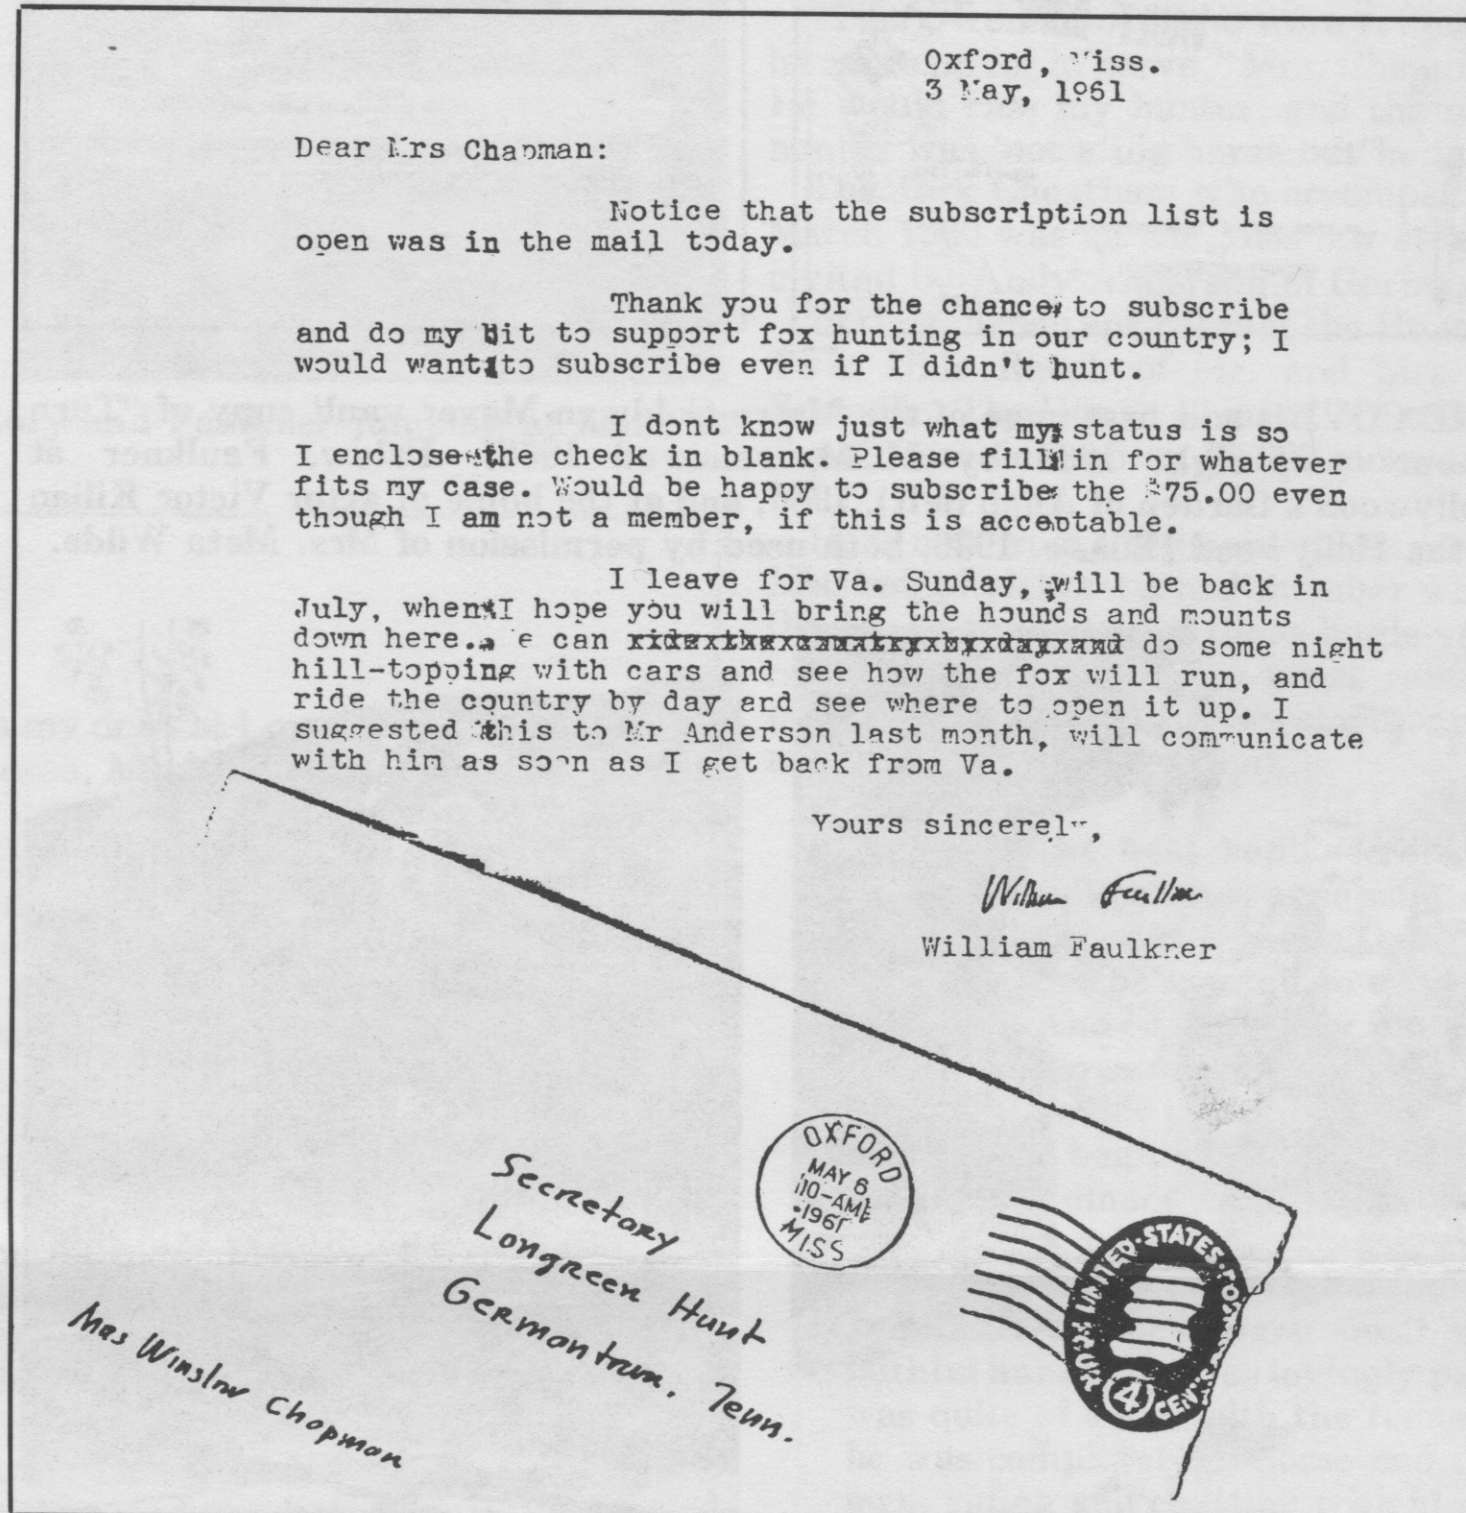 Oxford, Miss.
3 May, 1961
Dear Mrs Chapman:
Notice that the subscription list is
open was in the mail today.
Thank you for the chance to subscribe
and do my bit to support fox hunting in our country; I
would want to subscribe even if I didn't hunt.
I dont know just what my status is so
I enclose the check in blank. Please fill in for whatever
fits my case. Would be happy to subscribe the $75.00 even
though I am not a member, if this is acceptable.
I leave for Va. Sunday, will be back in
July, when I hope you will bring the hounds and mounts
down here. e can ride the country by day and do some night
hill-topping with cars and see how the fox will run, and
ride the country by day and see where to open it up. I
suggested this to Mr Anderson last month, will communicate
with him as soon as I get back from Va.
Yours sincerely,
William Faulkner
William Faulkner
OXFORD
MAY 6
10-AM
1961
MISS
UNITED STATES
FOUR CENTS
4
Secretary
Longreen Hunt
Germantown, Tenn.
Mrs Winslow Chapman